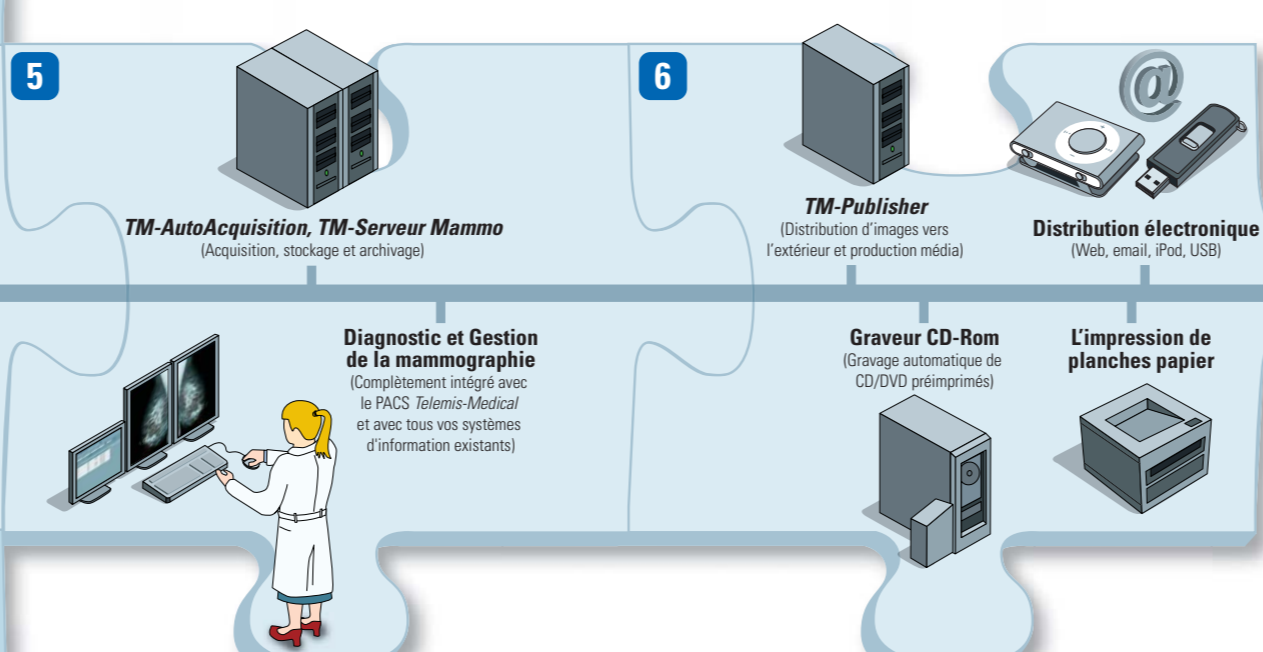 5
TM-AutoAcquisition, TM-Serveur Mammo
(Acquisition, stockage et archivage)
Diagnostic et Gestion
de la mammographie
(Complètement intégré avec
le PACS Telemis-Medical
et avec tous vos systèmes
d'information existants)
6
TM-Publisher
(Distribution d'images vers
l'extérieur et production média)
@
Distribution électronique
(Web, email, iPod, USB)
Graveur CD-Rom
(Gravage automatique de
CD/DVD préimprimés)
L'impression de
planches papier